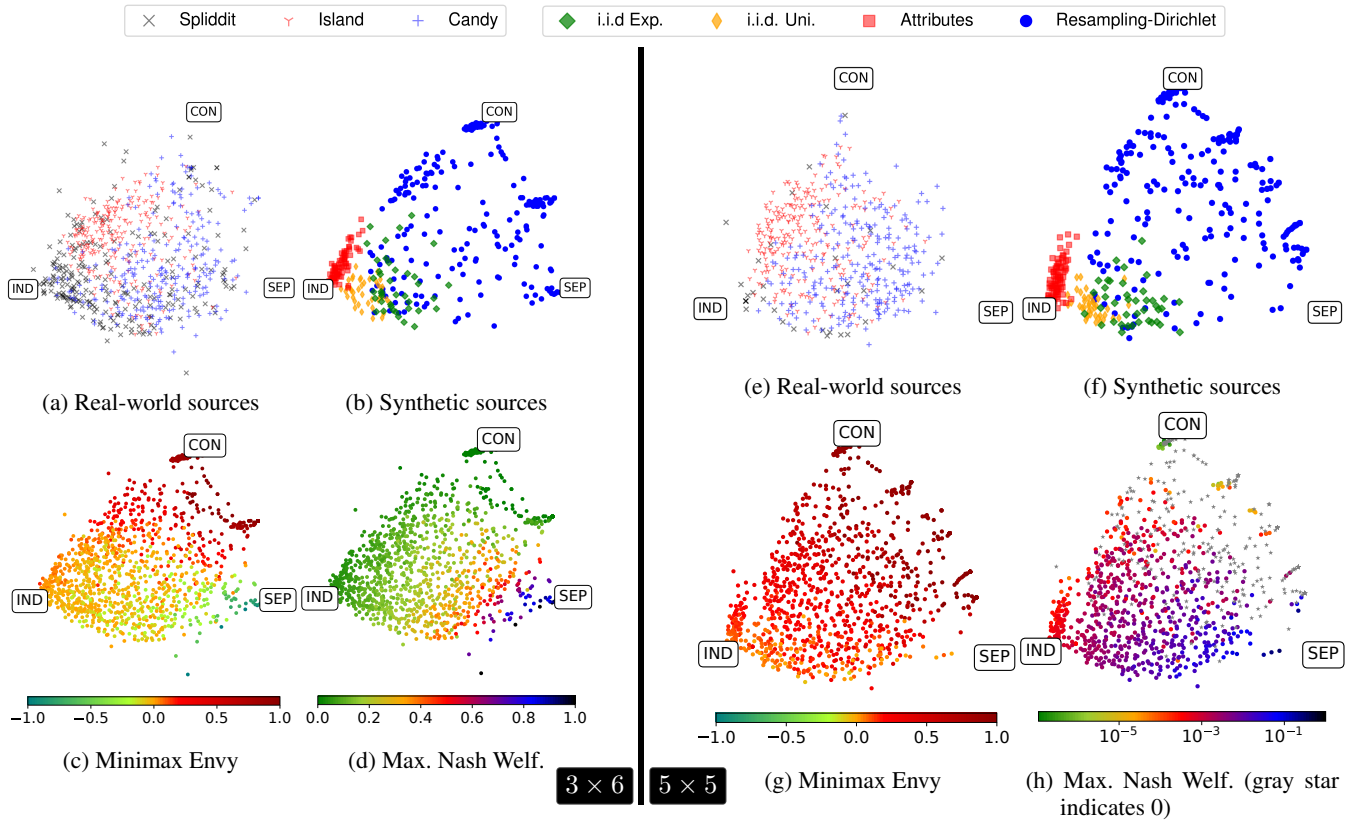 Spliddit Island Candy
i.i.d Exp. i.i.d. Uni. Attributes Resampling-Dirichlet
CON
IND
SEP
(a) Real-world sources
CON
IND
SEP
(b) Synthetic sources
CON
IND
SEP
−1.0 −0.5 0.0 0.5 1.0
(c) Minimax Envy
CON
IND
SEP
0.0 0.2 0.4 0.6 0.8 1.0
(d) Max. Nash Welf.
3 × 6
CON
IND
SEP
(e) Real-world sources
CON
IND
SEP
(f) Synthetic sources
CON
IND
SEP
−1.0 −0.5 0.0 0.5 1.0
(g) Minimax Envy
CON
IND
SEP
10⁻⁵ 10⁻³ 10⁻¹
(h) Max. Nash Welf. (gray star
indicates 0)
5 × 5